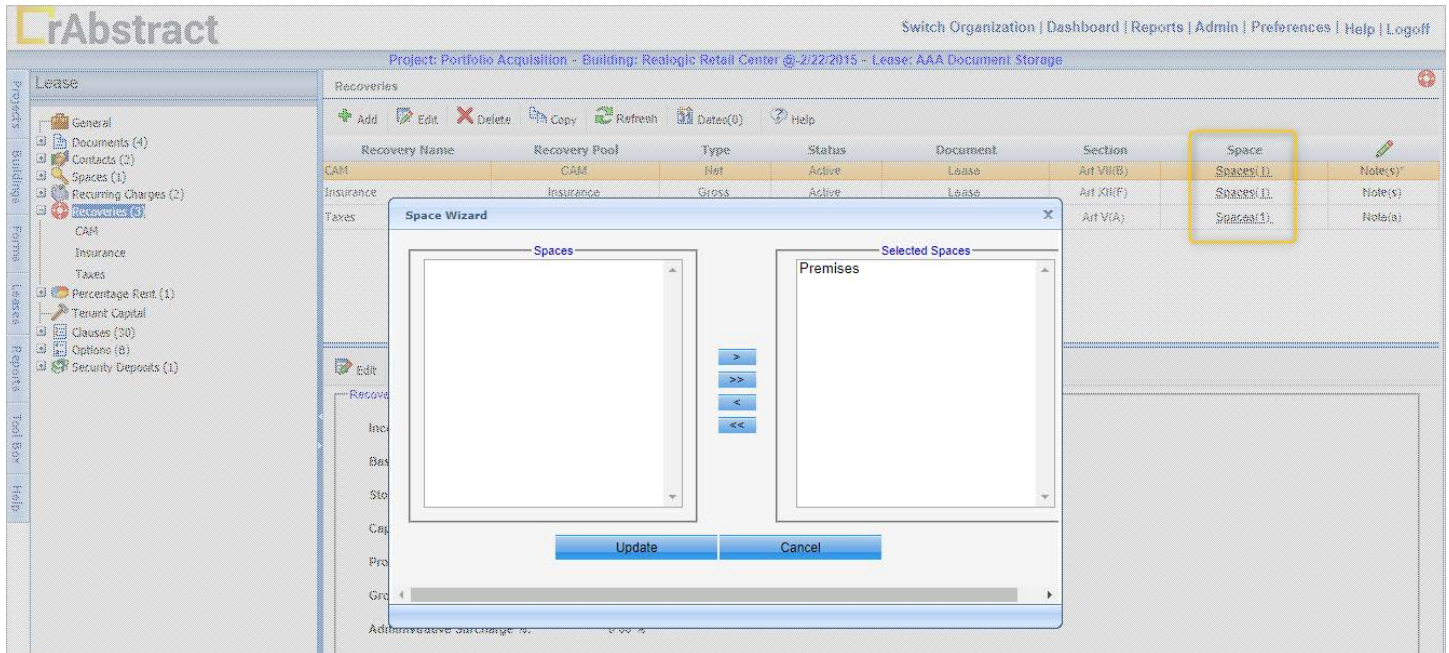 rAbstract
Switch Organization | Dashboard | Reports | Admin | Preferences | Help | Logoff
Project: Portfolio Acquisition - Building: Realogic Retail Center @-2/22/2015 - Lease: AAA Document Storage
Projects
Buildings
Forms
Leases
Reports
Tool Box
Help
Lease
General
Documents (4)
Contacts (2)
Spaces (1)
Recurring Charges (2)
Recoveries (3)
CAM
Insurance
Taxes
Percentage Rent (1)
Tenant Capital
Clauses (30)
Options (8)
Security Deposits (1)
Recoveries
Add Edit Delete Copy Refresh Dates(0) Help
Recovery Name Recovery Pool Type Status Document Section Space
CAM CAM Net Active Lease Art VII(B) Spaces(1) Note(s)*
Insurance Insurance Gross Active Lease Art XII(F) Spaces(1) Note(s)
Taxes Art V(A) Spaces(1) Note(s)
Space Wizard X
Spaces
Selected Spaces
Premises
>
>>
<
<<
Update Cancel
Edit
Administrative Surcharge %: 0.00 %